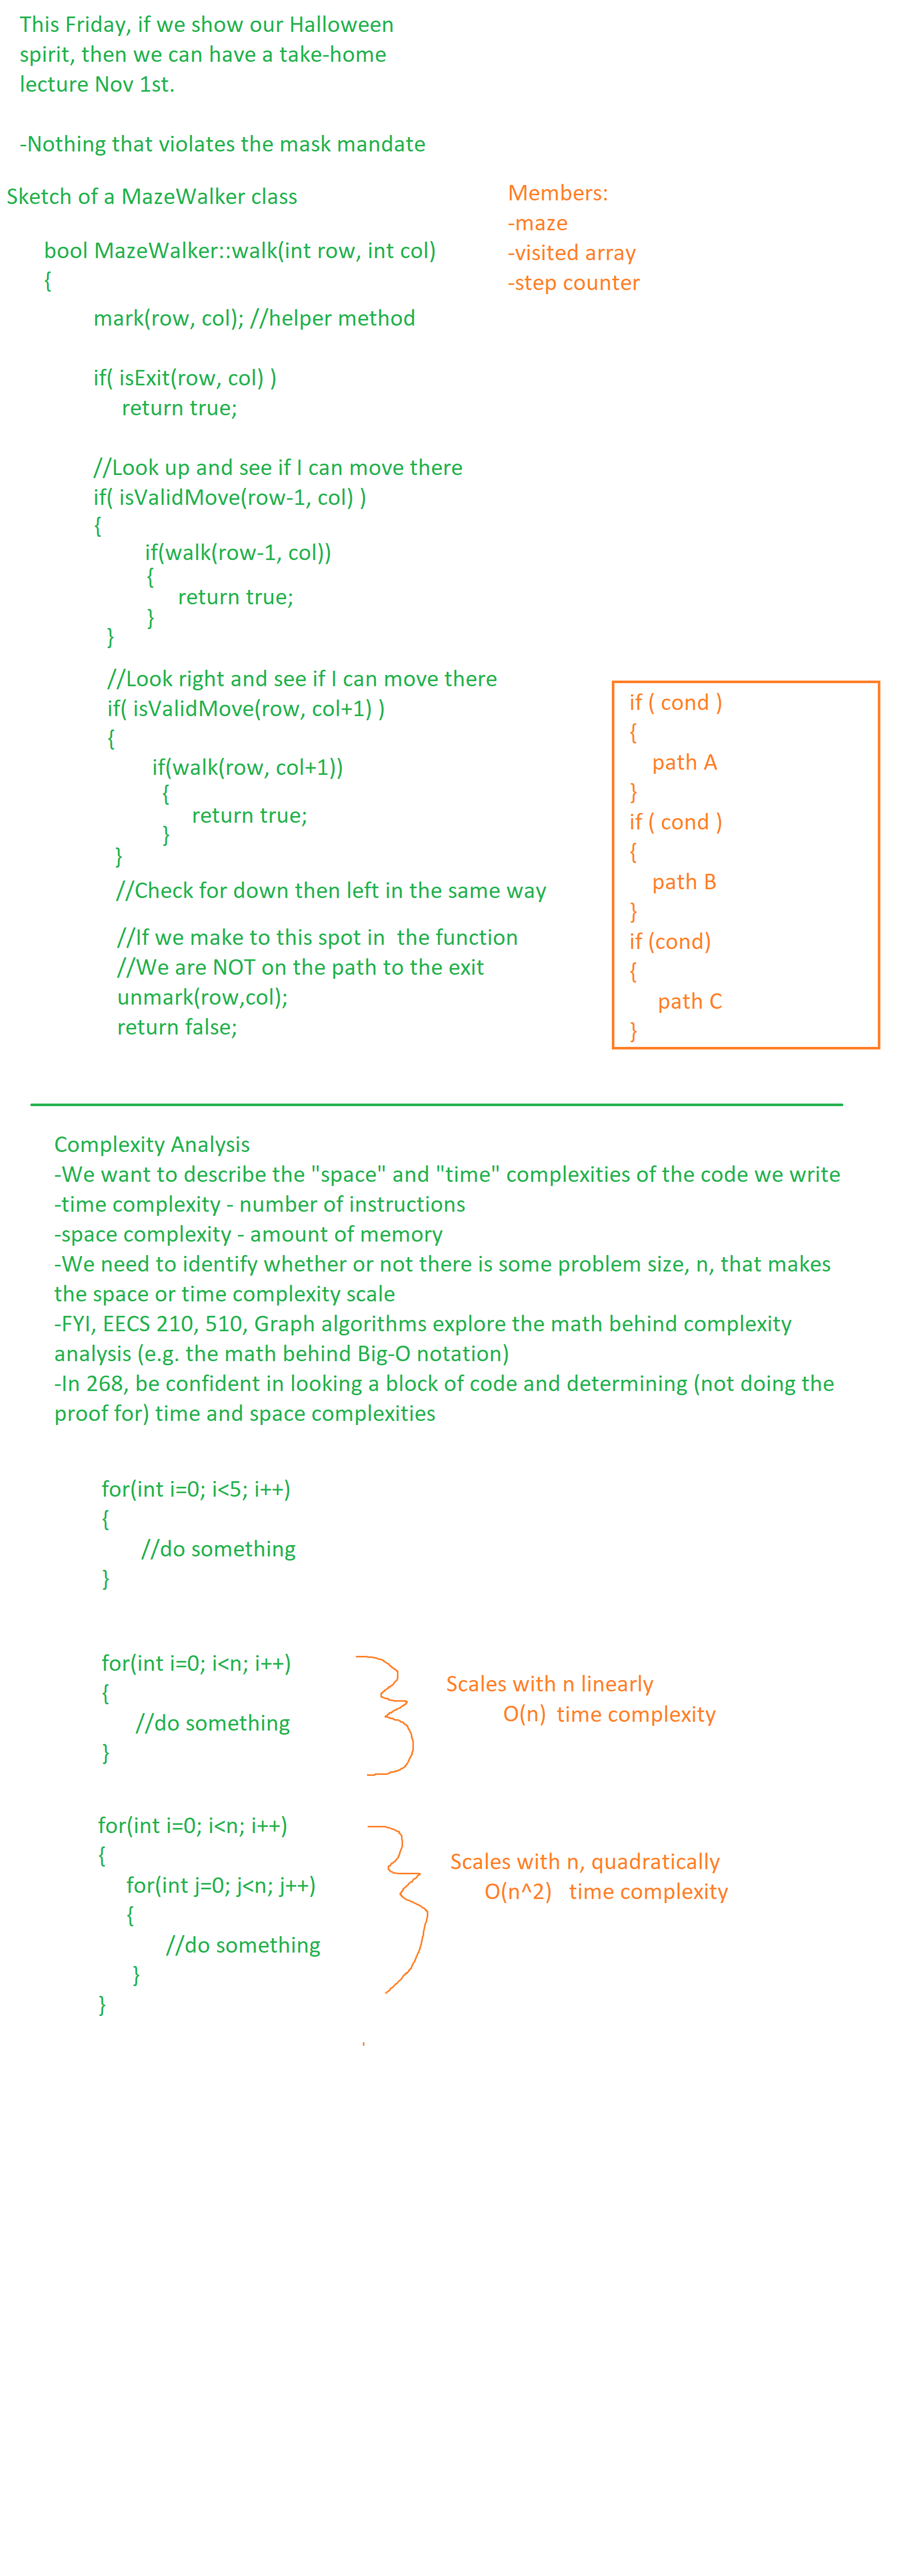 This Friday, if we show our Halloween
spirit, then we can have a take-home
lecture Nov 1st.
-Nothing that violates the mask mandate
Sketch of a MazeWalker class
Members:
-maze
-visited array
-step counter
bool MazeWalker::walk(int row, int col)
{
mark(row, col); //helper method
if( isExit(row, col) )
return true;
//Look up and see if I can move there
if( isValidMove(row-1, col) )
{
if(walk(row-1, col))
{
return true;
}
}
//Look right and see if I can move there
if( isValidMove(row, col+1) )
{
if(walk(row, col+1))
{
return true;
}
}
//Check for down then left in the same way
//If we make to this spot in  the function
//We are NOT on the path to the exit
unmark(row,col);
return false;
if ( cond )
{
path A
}
if ( cond )
{
path B
}
if (cond)
{
path C
}
Complexity Analysis
-We want to describe the "space" and "time" complexities of the code we write
-time complexity - number of instructions
-space complexity - amount of memory
-We need to identify whether or not there is some problem size, n, that makes
the space or time complexity scale
-FYI, EECS 210, 510, Graph algorithms explore the math behind complexity
analysis (e.g. the math behind Big-O notation)
-In 268, be confident in looking a block of code and determining (not doing the
proof for) time and space complexities
for(int i=0; i<5; i++)
{
//do something
}
for(int i=0; i<n; i++)
{
//do something
}
Scales with n linearly
O(n)  time complexity
for(int i=0; i<n; i++)
{
for(int j=0; j<n; j++)
{
//do something
}
}
Scales with n, quadratically
O(n^2)   time complexity